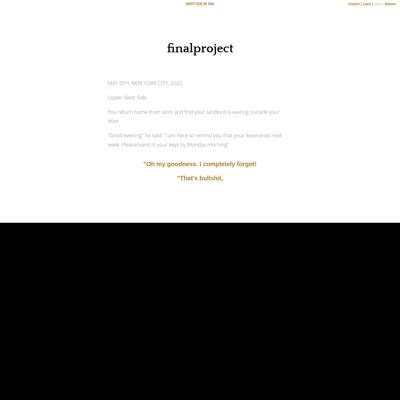 WRITTEN IN INK
restart | save | load | theme
finalproject
MAY 9TH, NEW YORK CITY, 2022
Upper West Side
You return home from work and find your landlord is waiting outside your
door
"Good evening" he said. "I am here to remind you that your lease ends next
week. Please hand in your keys by Monday morning"
"Oh my goodness, I completely forgot!
"That's bullshit,